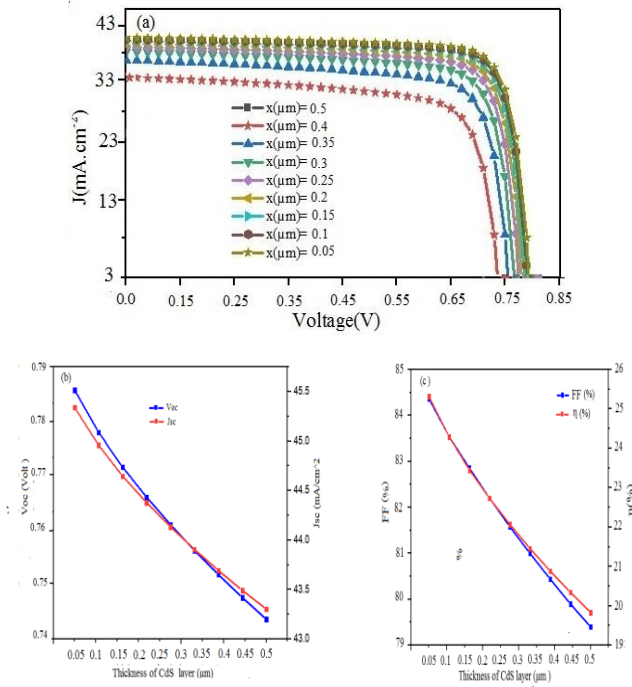 (a)
J(mA.cm-2)
43
33
23
13
3
x(µm)= 0.5
x(µm)= 0.4
x(µm)= 0.35
x(µm)= 0.3
x(µm)= 0.25
x(µm)= 0.2
x(µm)= 0.15
x(µm)= 0.1
x(µm)= 0.05
0.0 0.15 0.25 0.35 0.45 0.55 0.65 0.75 0.85
Voltage(V)
(b)
Voc (Volt)
0.79
0.78
0.77
0.76
0.75
0.74
Voc
Jsc
45.5
45.0
44.5
44.0
43.5
43.0
Jsc (mA/cm^2
0.05 0.1 0.15 0.2 0.25 0.3 0.35 0.4 0.45 0.5
Thickness of CdS layer (µm)
(c)
FF (%)
85
84
83
82
81
80
79
FF (%)
η (%)
%
26
25
24
23
22
21
20
19
η(%)
0.05 0.1 0.15 0.2 0.25 0.3 0.35 0.4 0.45 0.5
Thickness of CdS layer (µm )